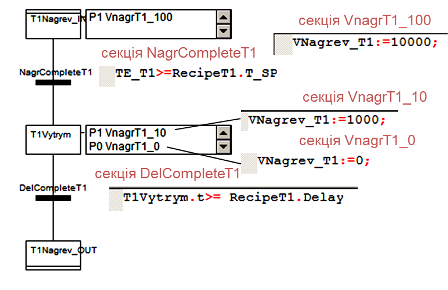 T1Nagrev_IN
P1 VnagrT1_100
секція VnagrT1_100
VNagrev_T1:=10000;
секція NagrCompleteT1
NagrCompleteT1
TE_T1>=RecipeT1.T_SP
секція VnagrT1_10
VNagrev_T1:=1000;
T1Vytrym
P1 VnagrT1_10
P0 VnagrT1_0
секція VnagrT1_0
VNagrev_T1:=0;
секція DelCompleteT1
DelCompleteT1
T1Vytrym.t>= RecipeT1.Delay
T1Nagrev_OUT